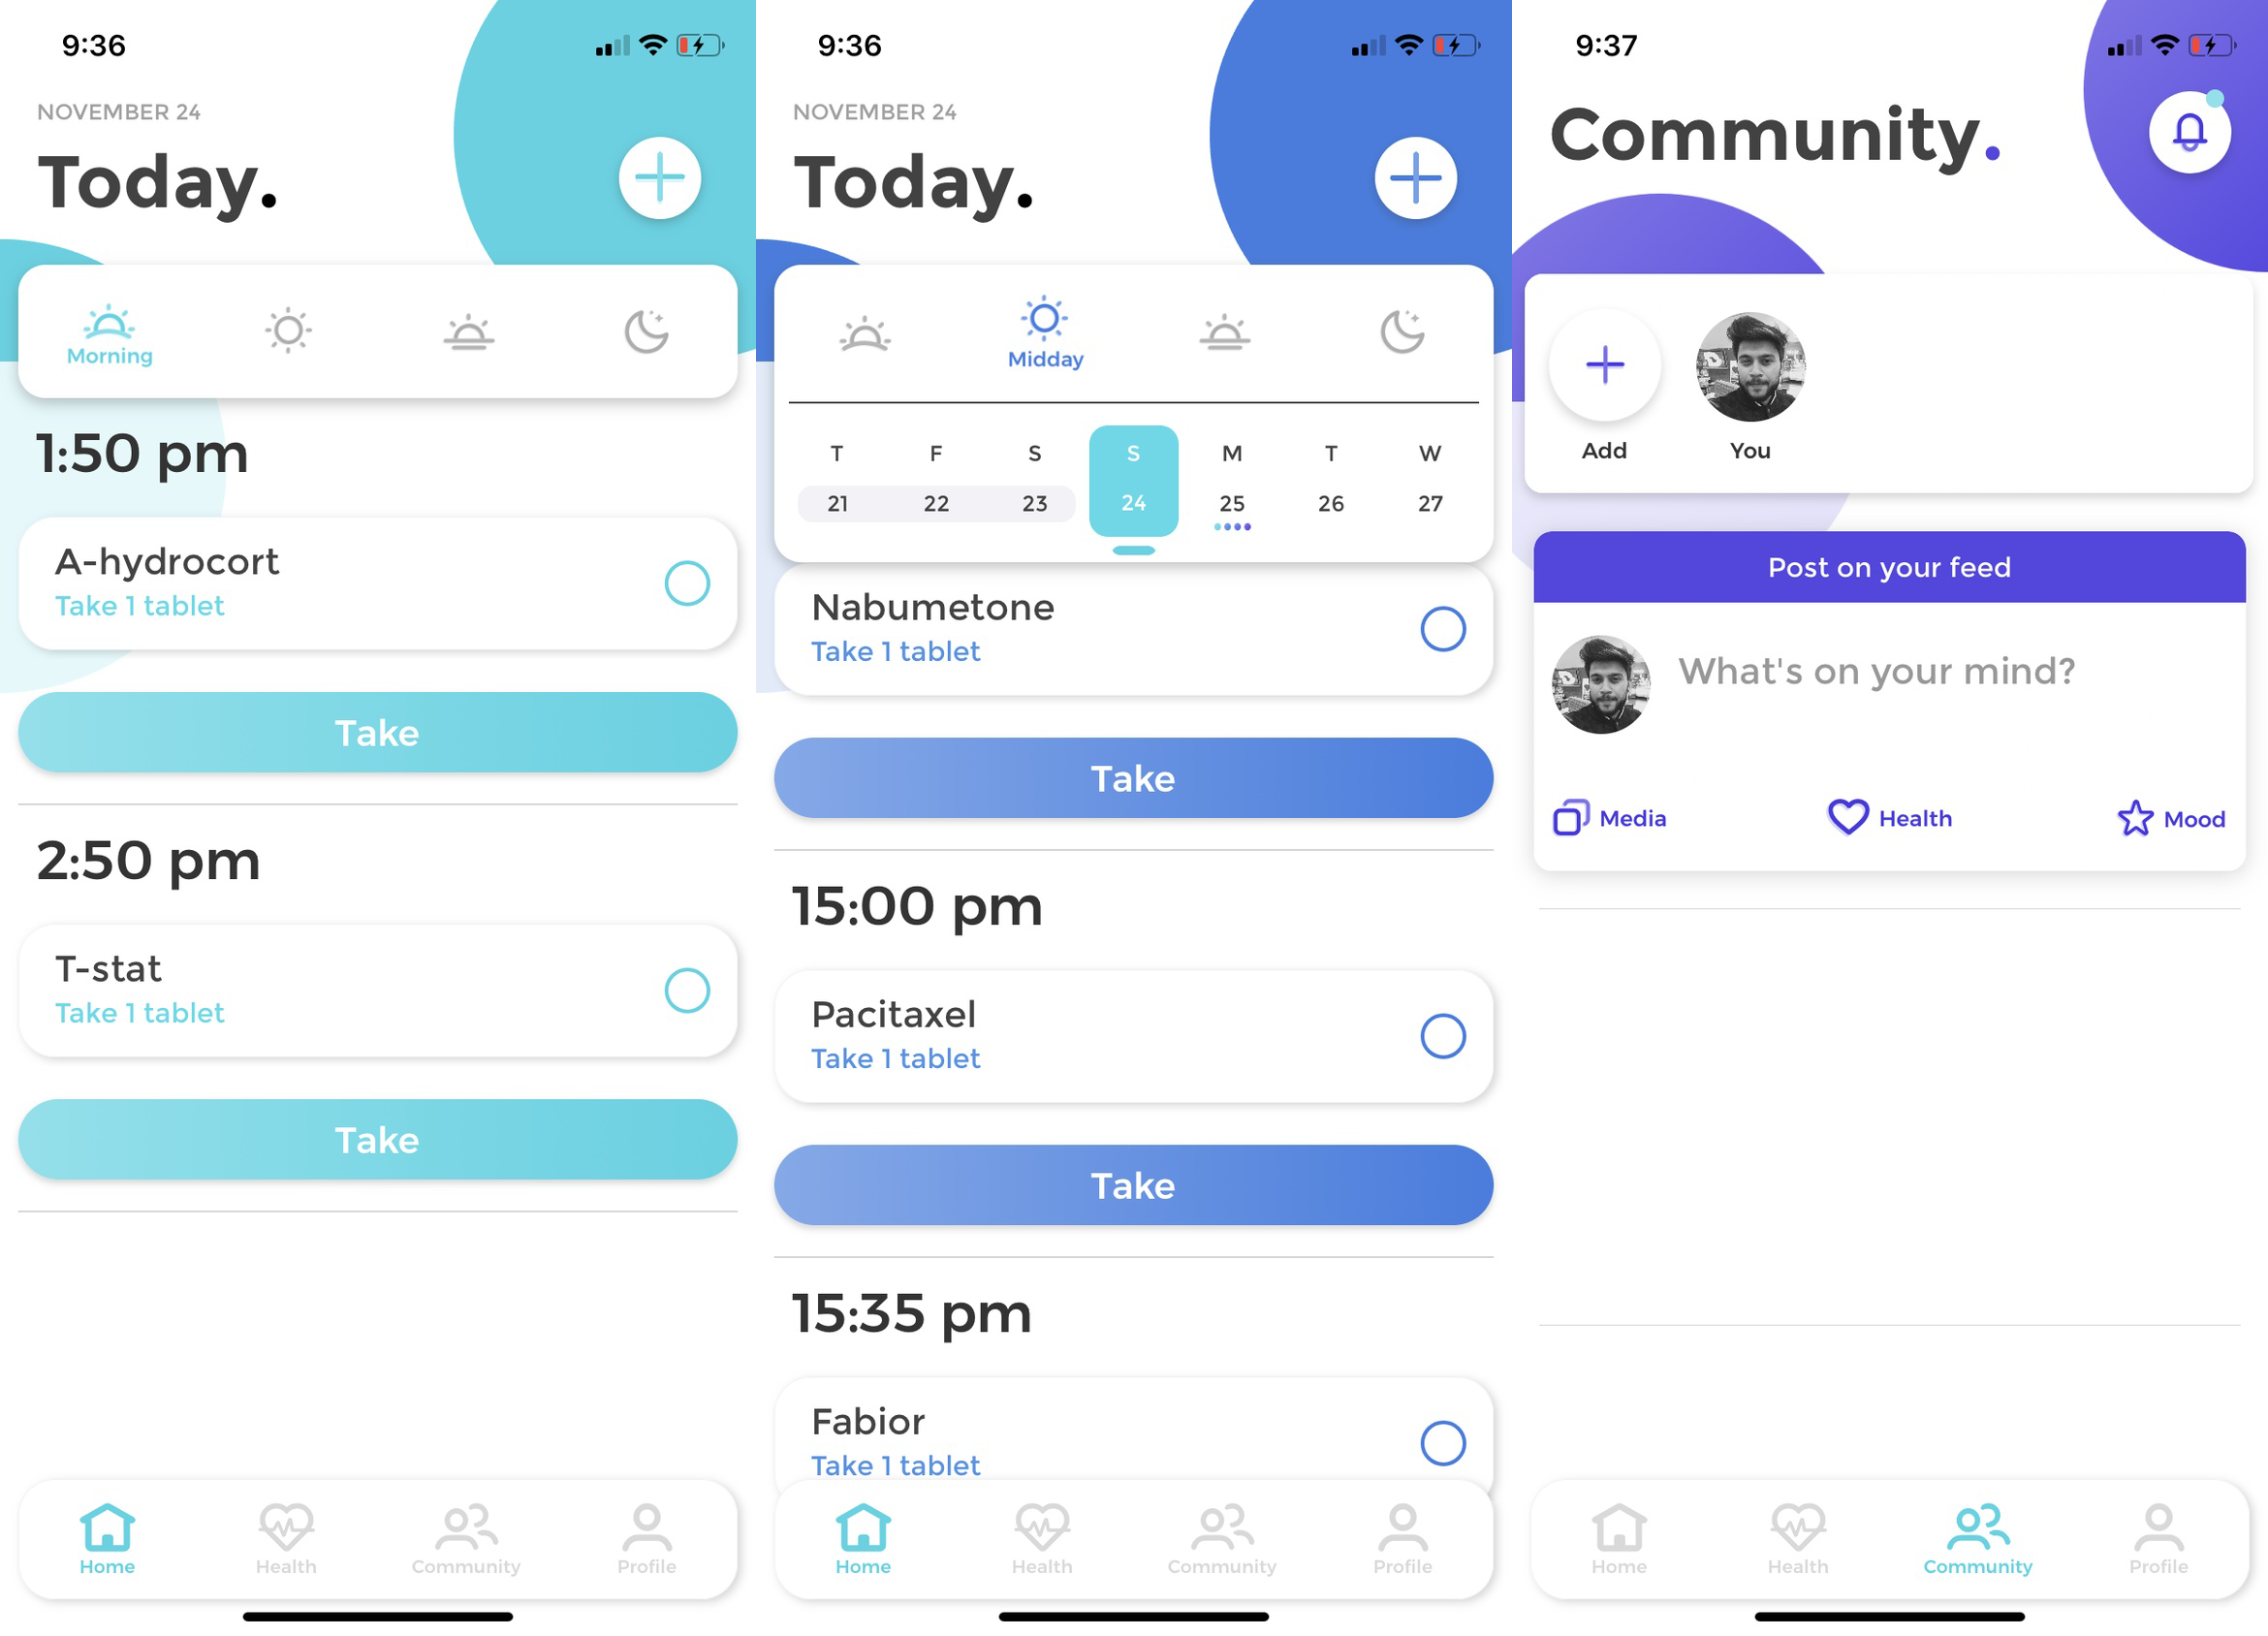 9:36
NOVEMBER 24
Today.
Morning
1:50 pm
A-hydrocort
Take 1 tablet
Take
2:50 pm
T-stat
Take 1 tablet
Take
Home Health Community Profile
9:36
NOVEMBER 24
Today.
Midday
T F S S M T W
21 22 23 24 25 26 27
Nabumetone
Take 1 tablet
Take
15:00 pm
Pacitaxel
Take 1 tablet
Take
15:35 pm
Fabior
Take 1 tablet
Home Health Community Profile
9:37
Community.
Add You
Post on your feed
What's on your mind?
Media Health Mood
Home Health Community Profile